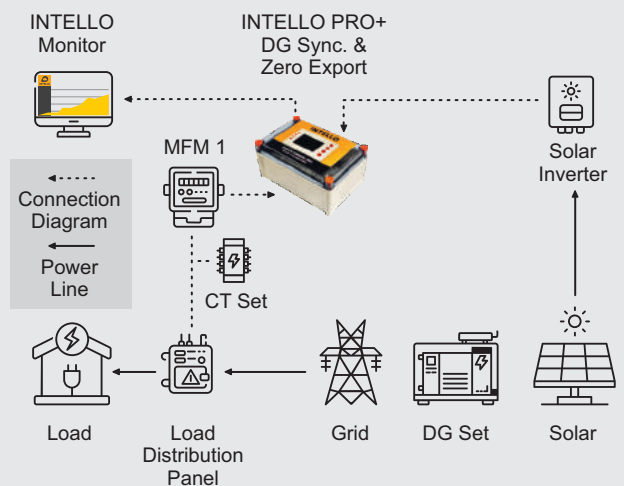 INTELLO
Monitor
INTELLO PRO+
DG Sync. &
Zero Export
MFM 1
INTELLO
Solar
Inverter
Connection
Diagram
Power
Line
CT Set
Load
Load
Distribution
Panel
Grid
DG Set
Solar